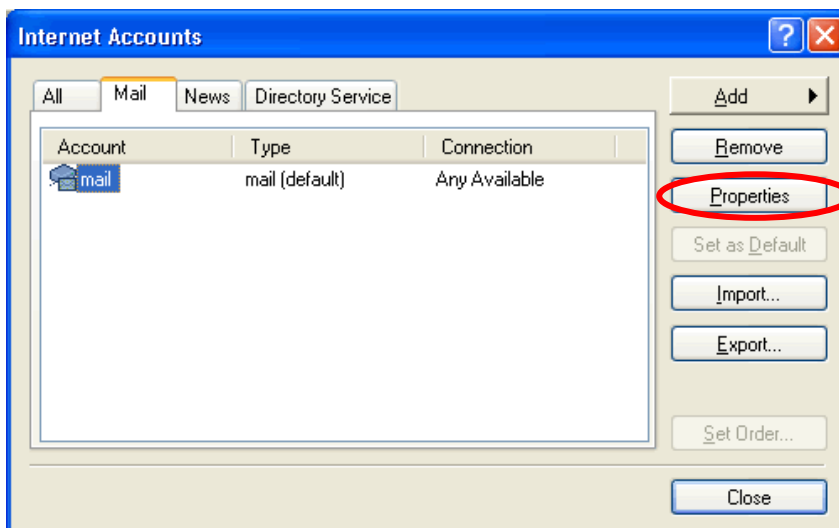 Internet Accounts
All Mail News Directory Service
Account Type Connection
mail mail (default) Any Available
Add
Remove
Properties
Set as Default
Import...
Export...
Set Order...
Close